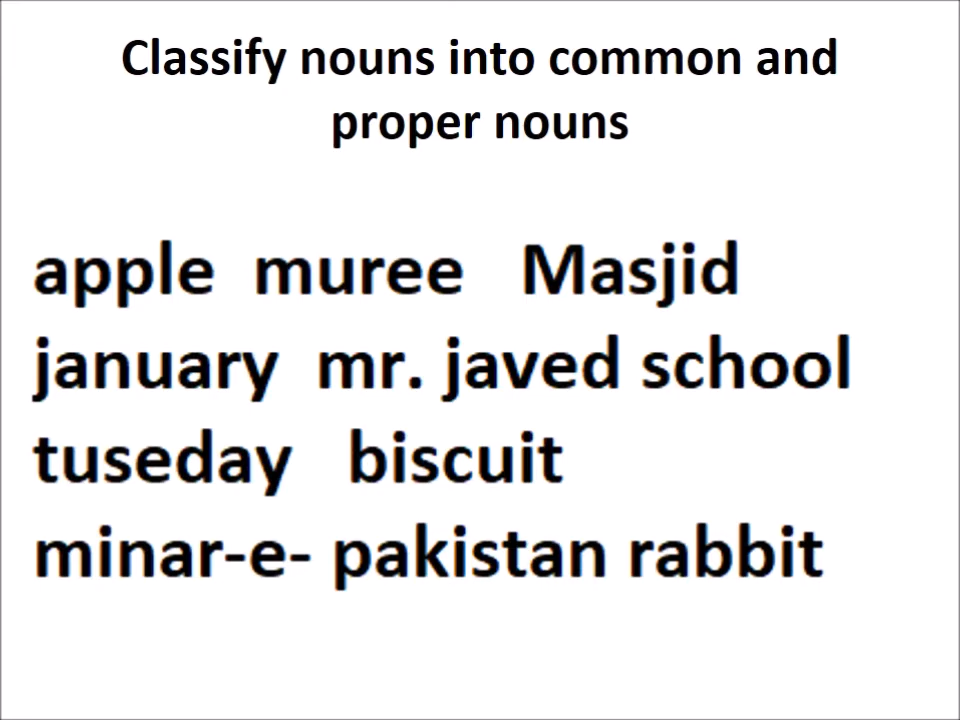 Classify nouns into common and
proper nouns
apple muree Masjid
january mr. javed school
tuseday biscuit
minar-e- pakistan rabbit